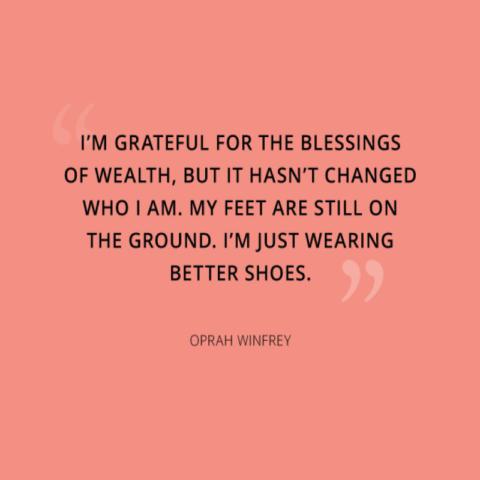 “
I'M GRATEFUL FOR THE BLESSINGS
OF WEALTH, BUT IT HASN'T CHANGED
WHO I AM. MY FEET ARE STILL ON
THE GROUND. I'M JUST WEARING
BETTER SHOES. ”
OPRAH WINFREY